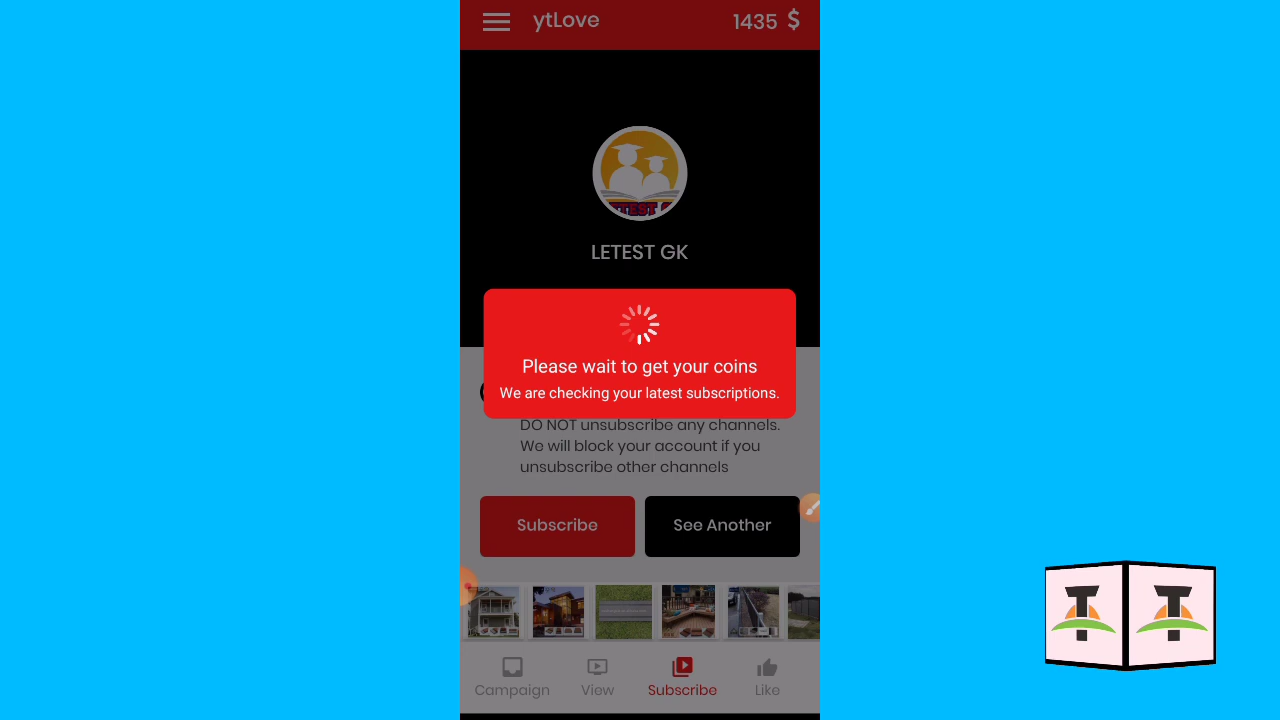 ytLove
1435 $
LETEST GK
Please wait to get your coins
We are checking your latest subscriptions.
DO NOT unsubscribe any channels.
We will block your account if you
unsubscribe other channels
Subscribe
See Another
Campaign
View
Subscribe
Like
T T